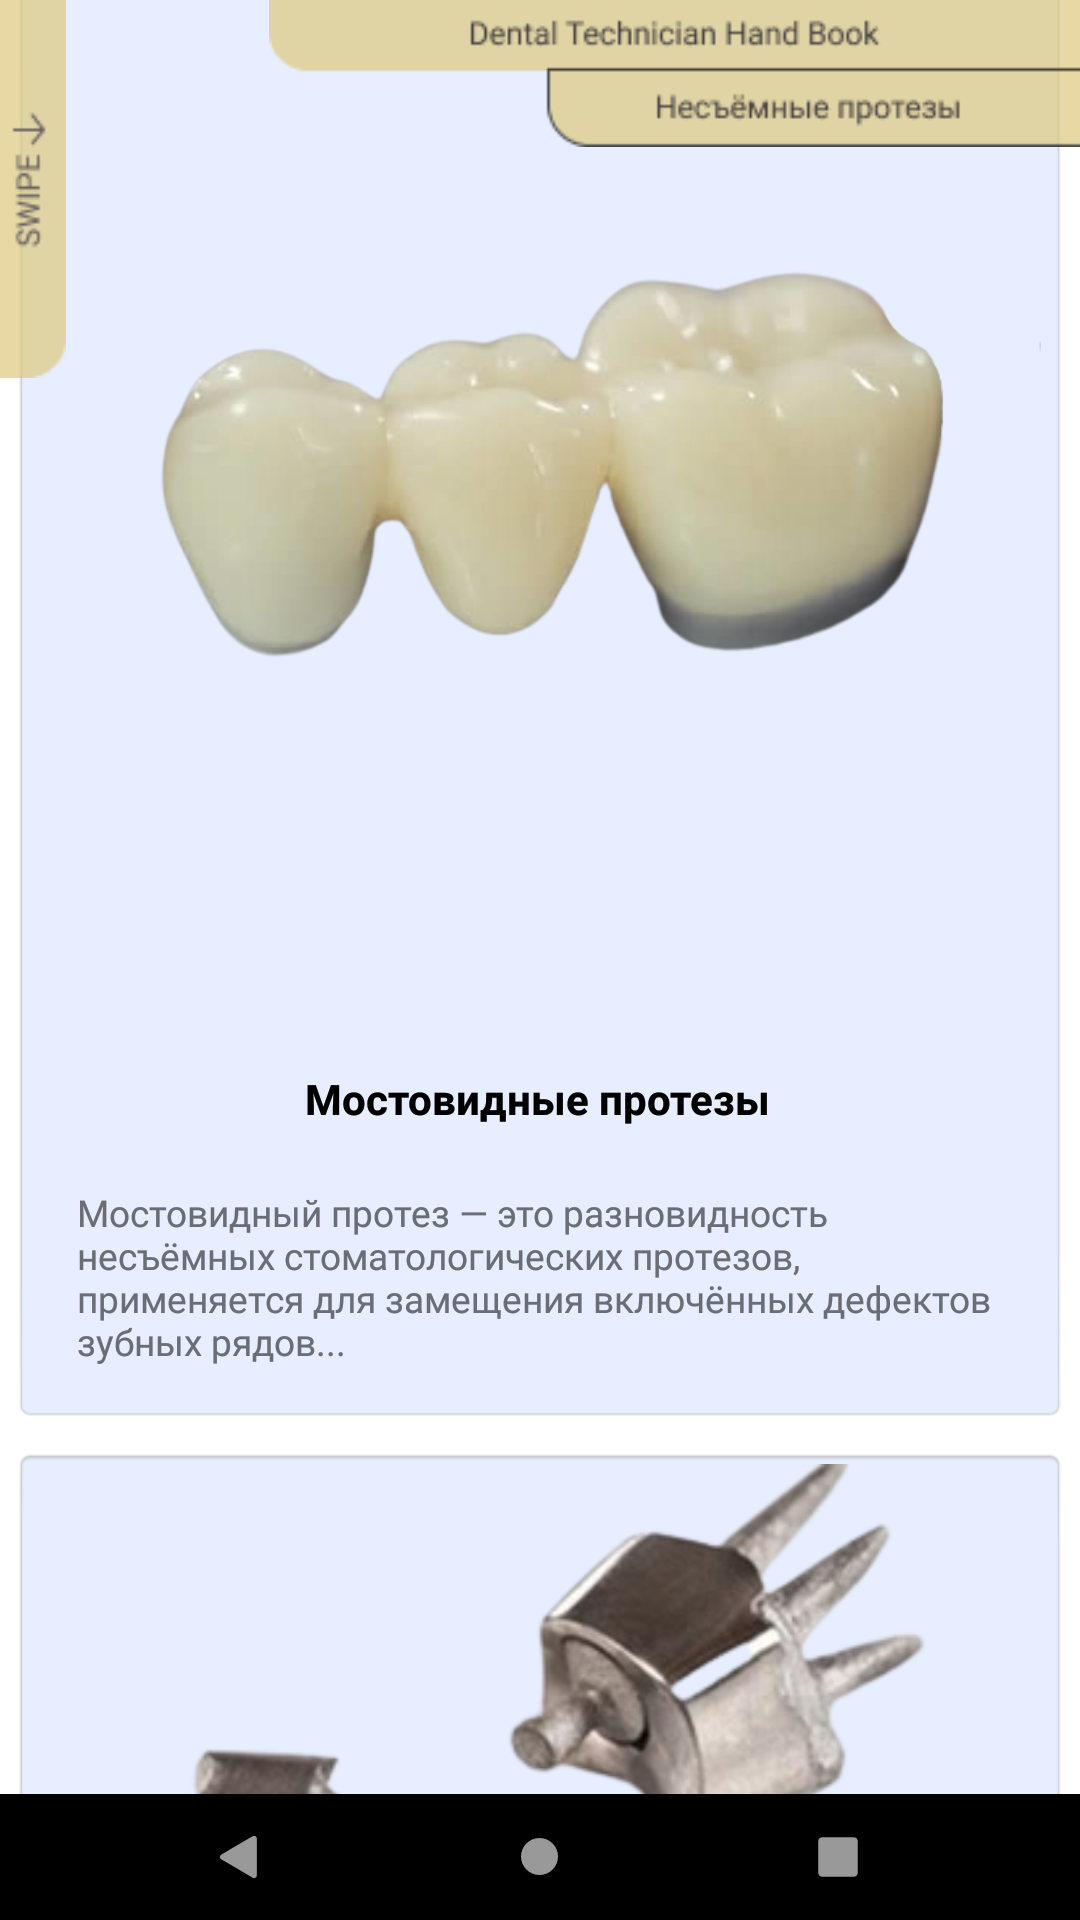 Dental Technician Hand Book
Несъёмные протезы
SWIPE
Мостовидные протезы
Мостовидный протез — это разновидность
несъёмных стоматологических протезов,
применяется для замещения включённых дефектов
зубных рядов...